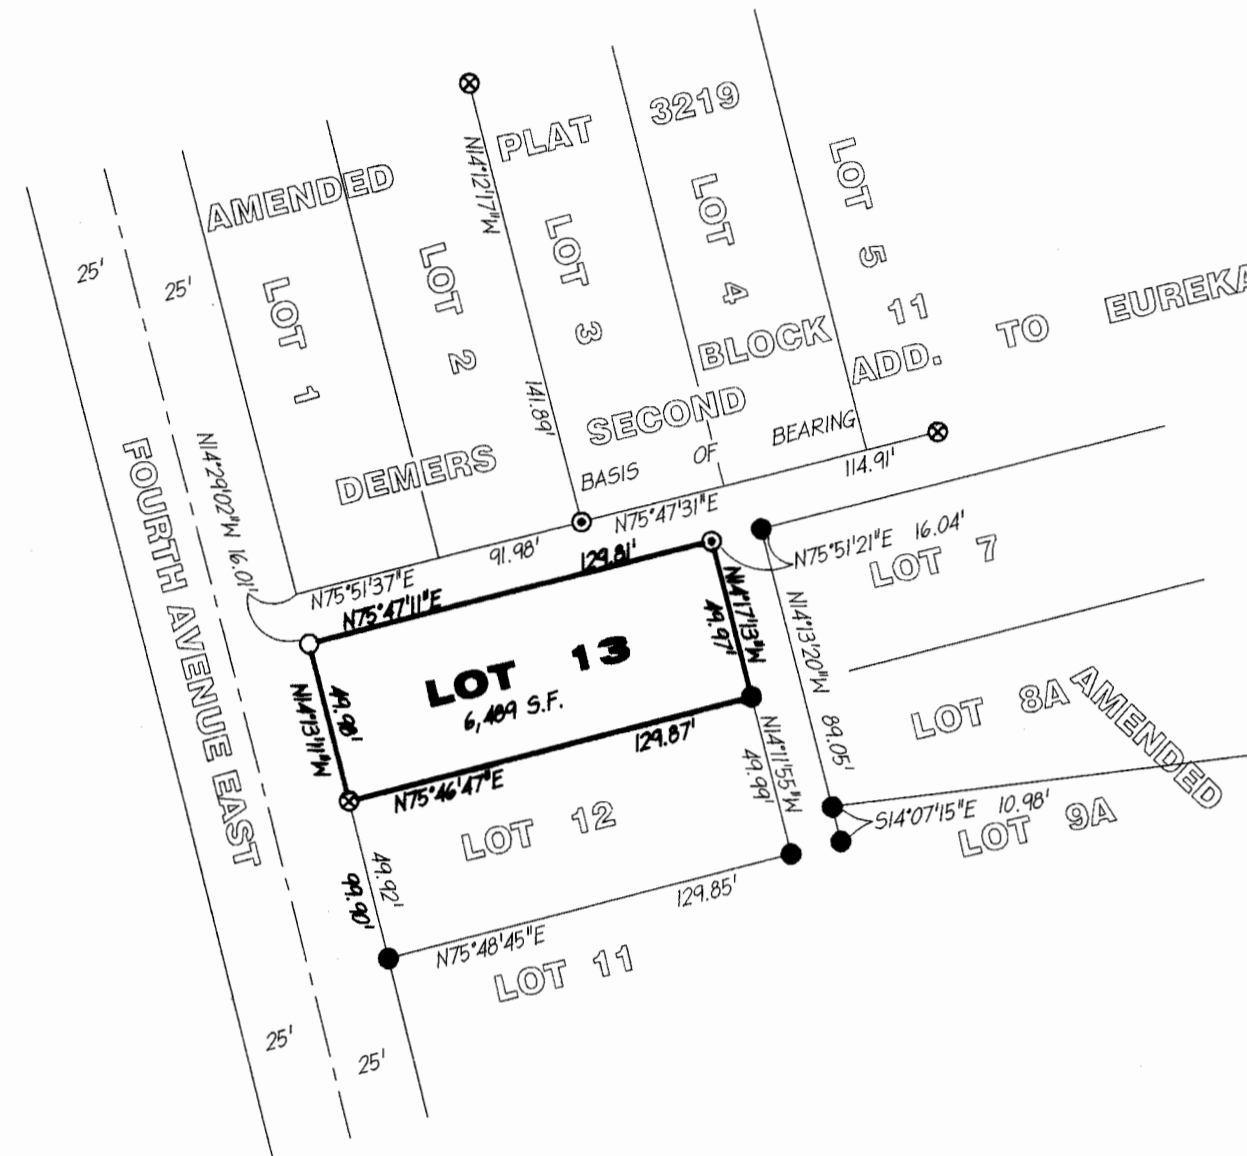 AMENDED PLAT 3219
N14°12'17"W
141.89'
25'
25'
LOT 1
LOT 2
LOT 3
LOT 4
LOT 5
DEMERS SECOND ADD. TO EUREKA
BLOCK 11
BASIS OF BEARING
114.91'
N75°47'31"E
91.98'
N75°51'37"E
FOURTH AVENUE EAST
N14°29'02"W 16.01'
N75°47'11"E
129.81'
N75°51'21"E 16.04'
LOT 7
N14°17'13"W
49.97'
N14°13'20"W 89.05'
LOT 13
6,489 S.F.
49.98'
N14°13'11"W
129.87'
N75°46'47"E
LOT 8A
AMENDED
N14°11'55"W
49.99'
LOT 12
S14°07'15"E 10.98'
LOT 9A
49.92'
99.90'
129.85'
N75°48'45"E
LOT 11
25'
25'